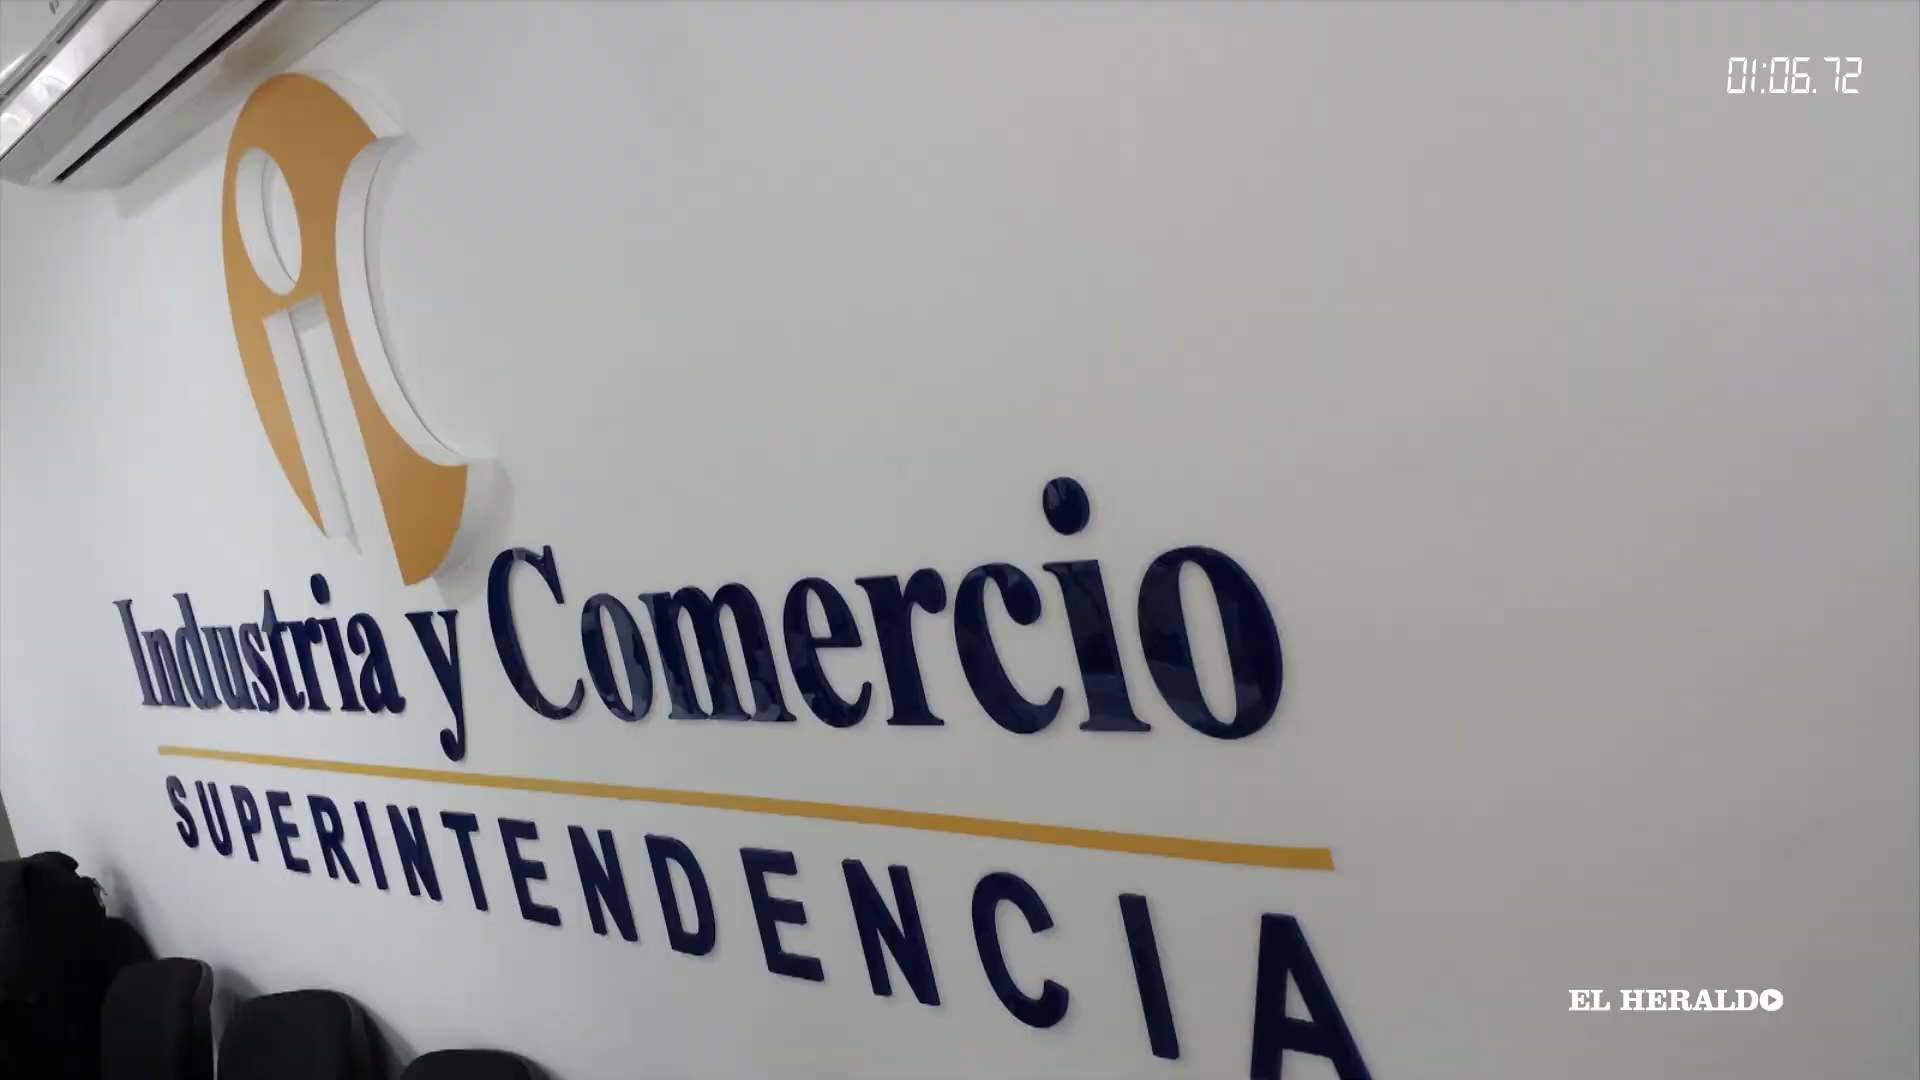 01:06.72
Industria y Comercio
SUPERINTENDENCIA
EL HERALDO